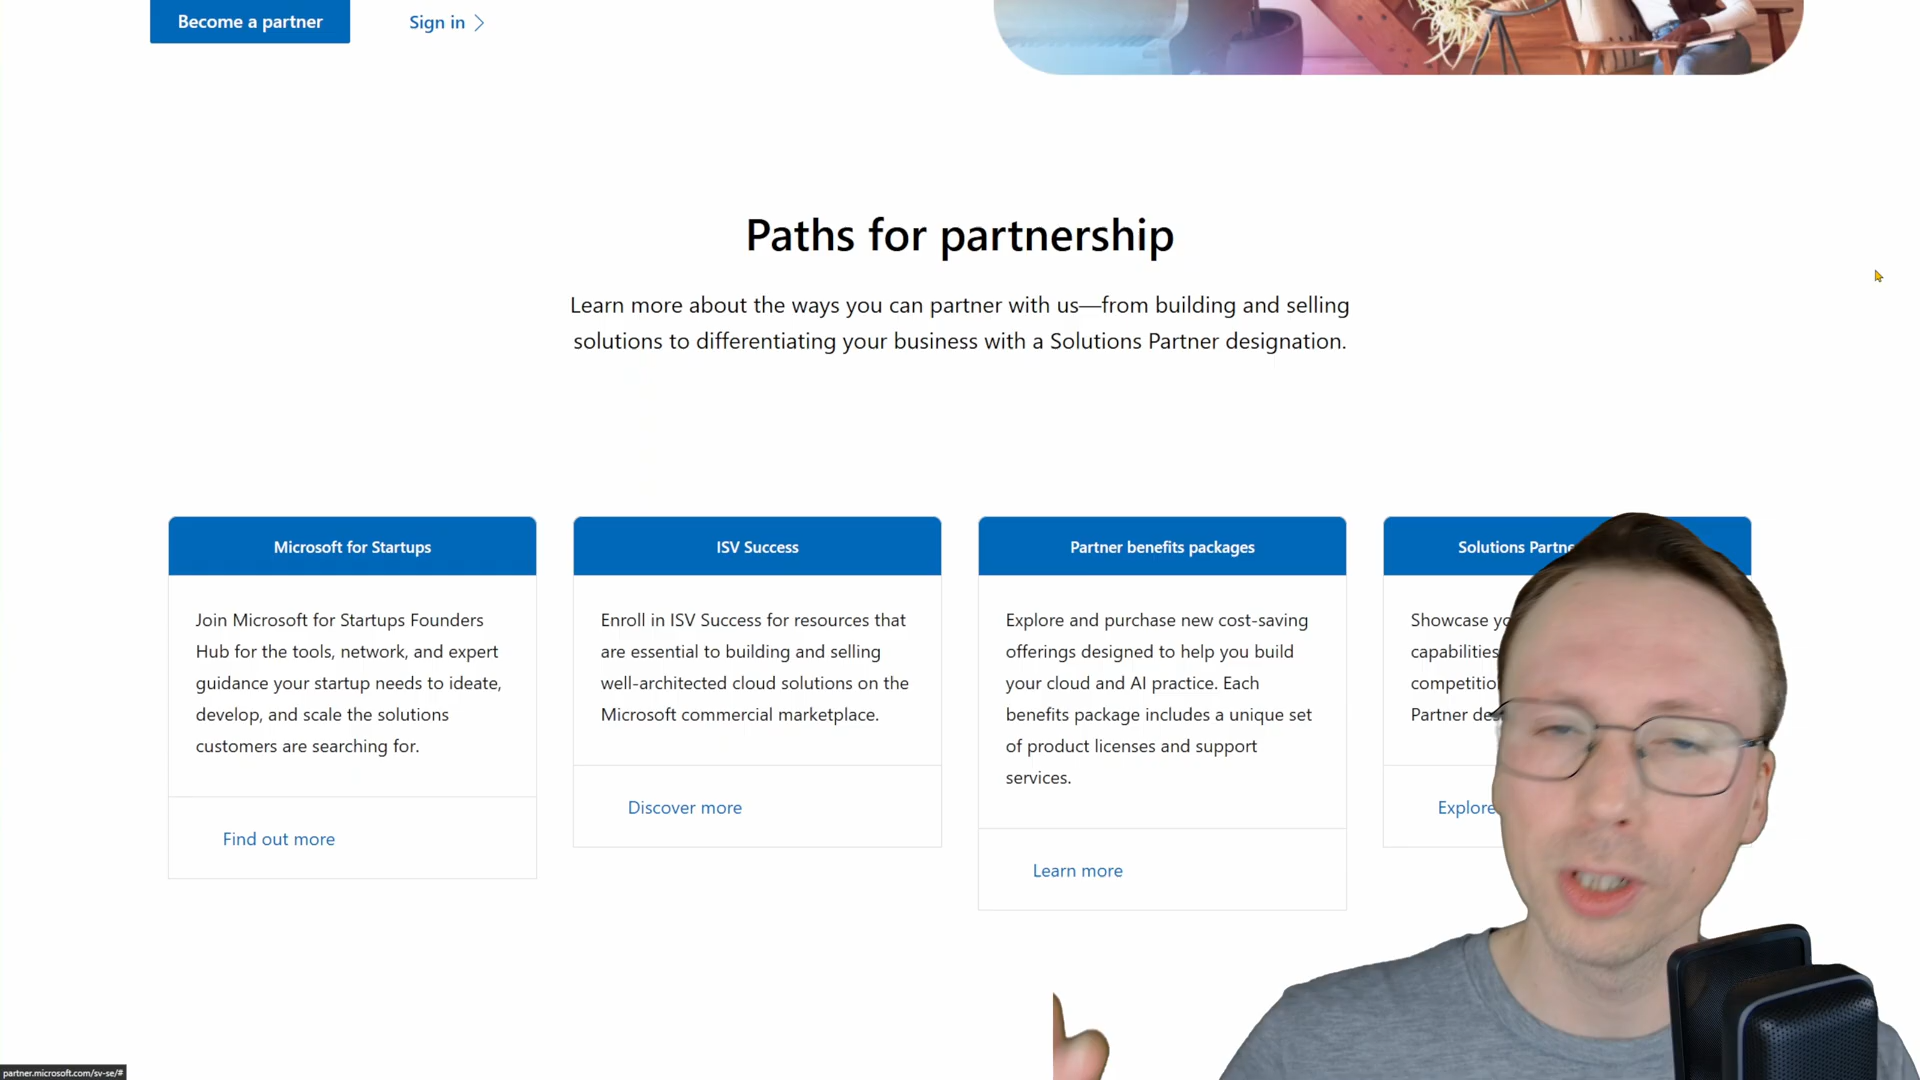 Become a partner
Sign in
Paths for partnership
Learn more about the ways you can partner with us—from building and selling
solutions to differentiating your business with a Solutions Partner designation.
Microsoft for Startups
Join Microsoft for Startups Founders
Hub for the tools, network, and expert
guidance your startup needs to ideate,
develop, and scale the solutions
customers are searching for.
Find out more
ISV Success
Enroll in ISV Success for resources that
are essential to building and selling
well-architected cloud solutions on the
Microsoft commercial marketplace.
Discover more
Partner benefits packages
Explore and purchase new cost-saving
offerings designed to help you build
your cloud and AI practice. Each
benefits package includes a unique set
of product licenses and support
services.
Learn more
Solutions
Showcase
capabilities
Partner
Explore
partner.microsoft.com/sv-se/#